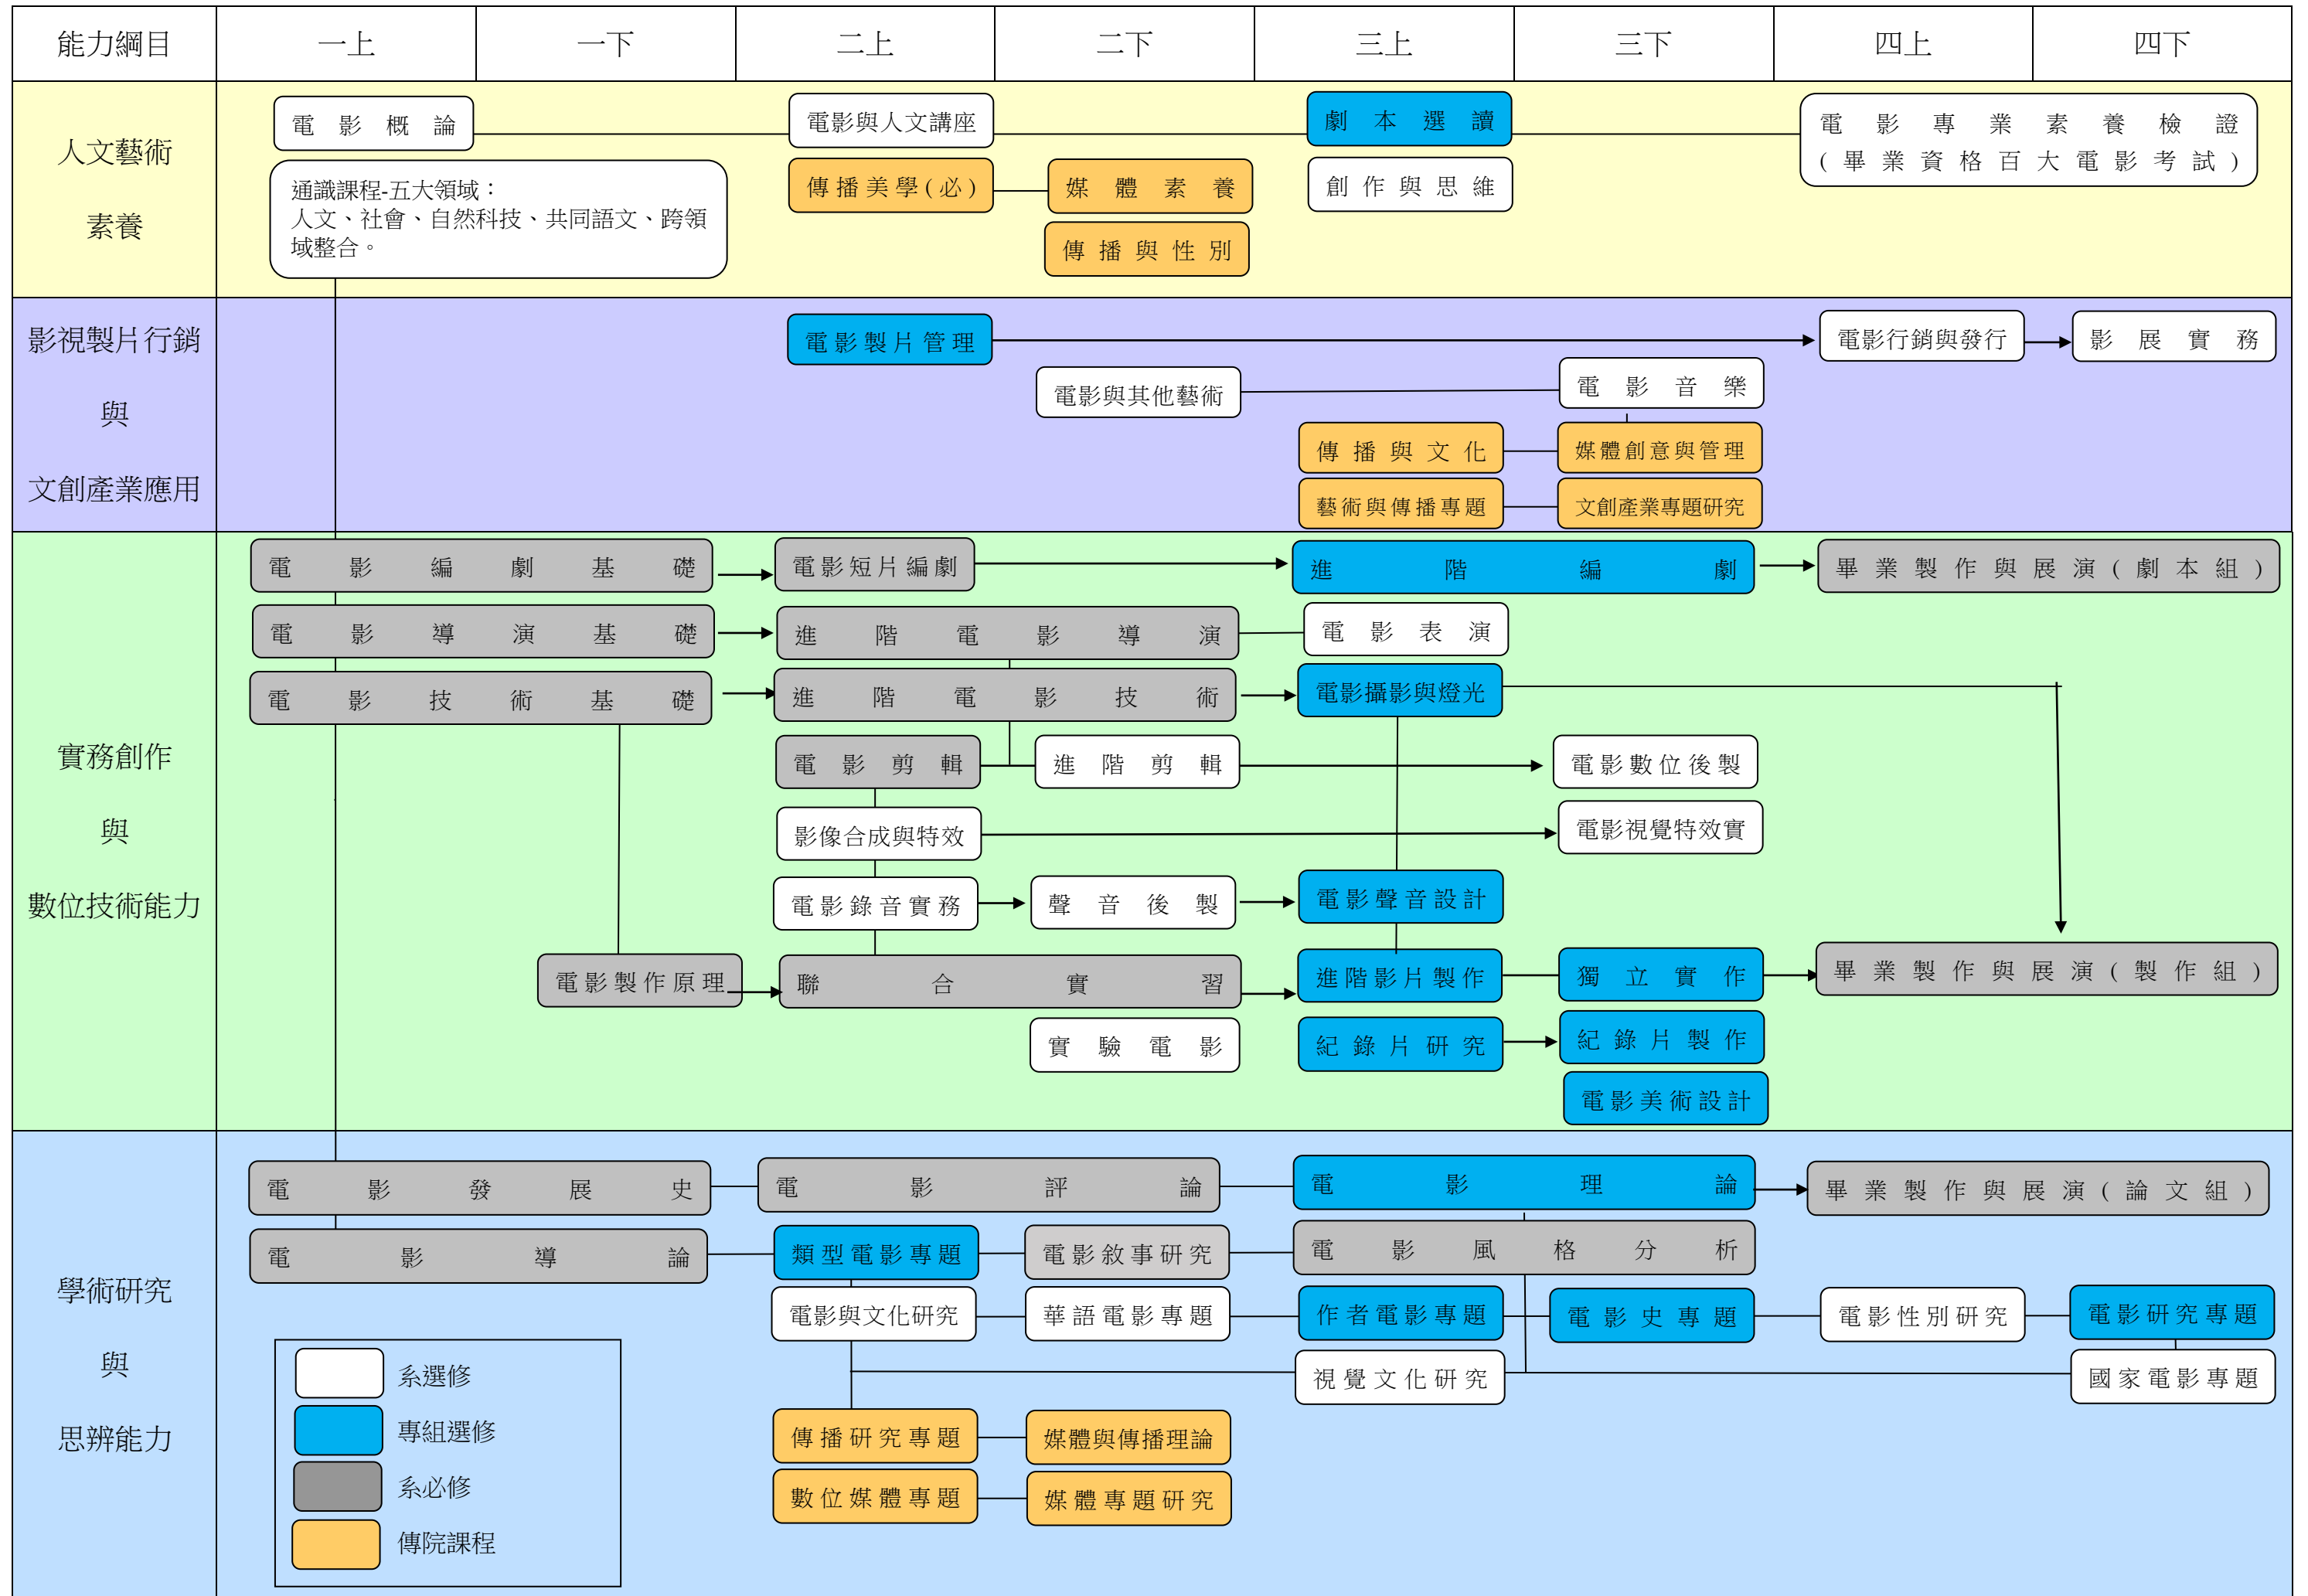 能力綱目
一上
一下
二上
二下
三上
三下
四上
四下
人文藝術
素養
電影概論
電影與人文講座
劇本選讀
電影專業素養檢證
(畢業資格百大電影考試)
通識課程-五大領域：
人文、社會、自然科技、共同語文、跨領
域整合。
傳播美學(必)
媒體素養
創作與思維
傳播與性別
影視製片行銷
與
文創產業應用
電影製片管理
電影行銷與發行
影展實務
電影與其他藝術
電影音樂
傳播與文化
媒體創意與管理
藝術與傳播專題
文創產業專題研究
實務創作
與
數位技術能力
電影編劇基礎
電影短片編劇
進階編劇
畢業製作與展演(劇本組)
電影導演基礎
進階電影導演
電影表演
電影技術基礎
進階電影技術
電影攝影與燈光
電影剪輯
進階剪輯
電影數位後製
影像合成與特效
電影視覺特效實
電影錄音實務
聲音後製
電影聲音設計
電影製作原理
聯合實習
進階影片製作
獨立實作
畢業製作與展演(製作組)
實驗電影
紀錄片研究
紀錄片製作
電影美術設計
學術研究
與
思辨能力
電影發展史
電影評論
電影理論
畢業製作與展演(論文組)
電影導論
類型電影專題
電影敘事研究
電影風格分析
電影與文化研究
華語電影專題
作者電影專題
電影史專題
電影性別研究
電影研究專題
視覺文化研究
國家電影專題
傳播研究專題
媒體與傳播理論
數位媒體專題
媒體專題研究
系選修
專組選修
系必修
傳院課程